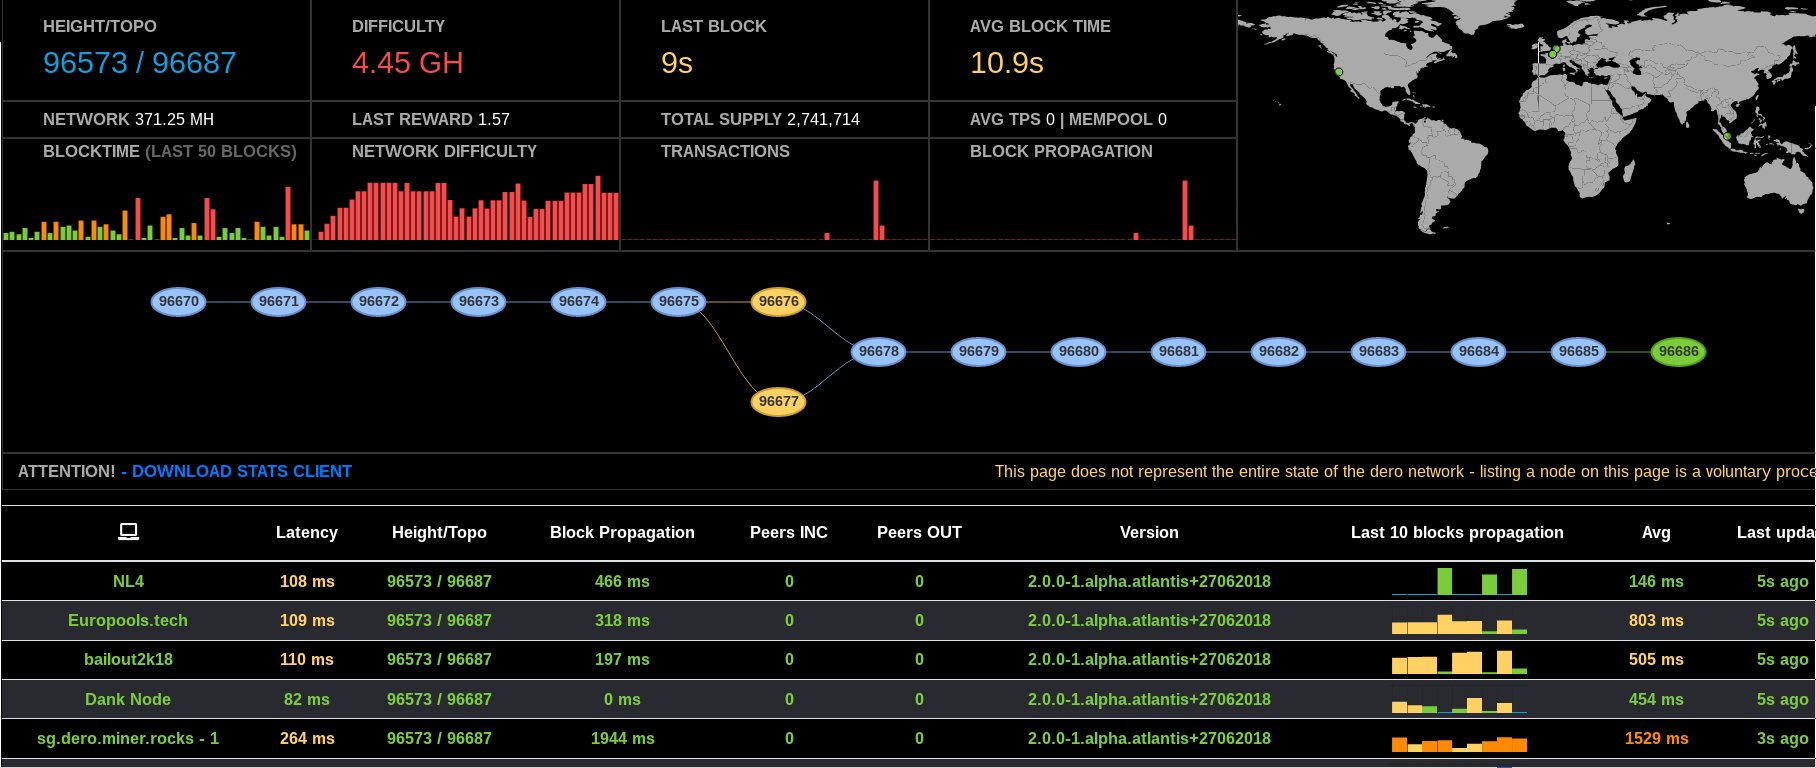 HEIGHT/TOPO DIFFICULTY LAST BLOCK AVG BLOCK TIME
96573 / 96687 4.45 GH 9s 10.9s
NETWORK 371.25 MH LAST REWARD 1.57 TOTAL SUPPLY 2,741,714 AVG TPS 0 | MEMPOOL 0
BLOCKTIME (LAST 50 BLOCKS) NETWORK DIFFICULTY TRANSACTIONS BLOCK PROPAGATION
96670 96671 96672 96673 96674 96675 96676
96678 96679 96680 96681 96682 96683 96684 96685 96686
96677
ATTENTION! - DOWNLOAD STATS CLIENT This page does not represent the entire state of the dero network - listing a node on this page is a voluntary proce
Latency Height/Topo Block Propagation Peers INC Peers OUT Version Last 10 blocks propagation Avg Last upda
NL4 108 ms 96573 / 96687 466 ms 0 0 2.0.0-1.alpha.atlantis+27062018 146 ms 5s ago
Europools.tech 109 ms 96573 / 96687 318 ms 0 0 2.0.0-1.alpha.atlantis+27062018 803 ms 5s ago
bailout2k18 110 ms 96573 / 96687 197 ms 0 0 2.0.0-1.alpha.atlantis+27062018 505 ms 5s ago
Dank Node 82 ms 96573 / 96687 0 ms 0 0 2.0.0-1.alpha.atlantis+27062018 454 ms 5s ago
sg.dero.miner.rocks - 1 264 ms 96573 / 96687 1944 ms 0 0 2.0.0-1.alpha.atlantis+27062018 1529 ms 3s ago